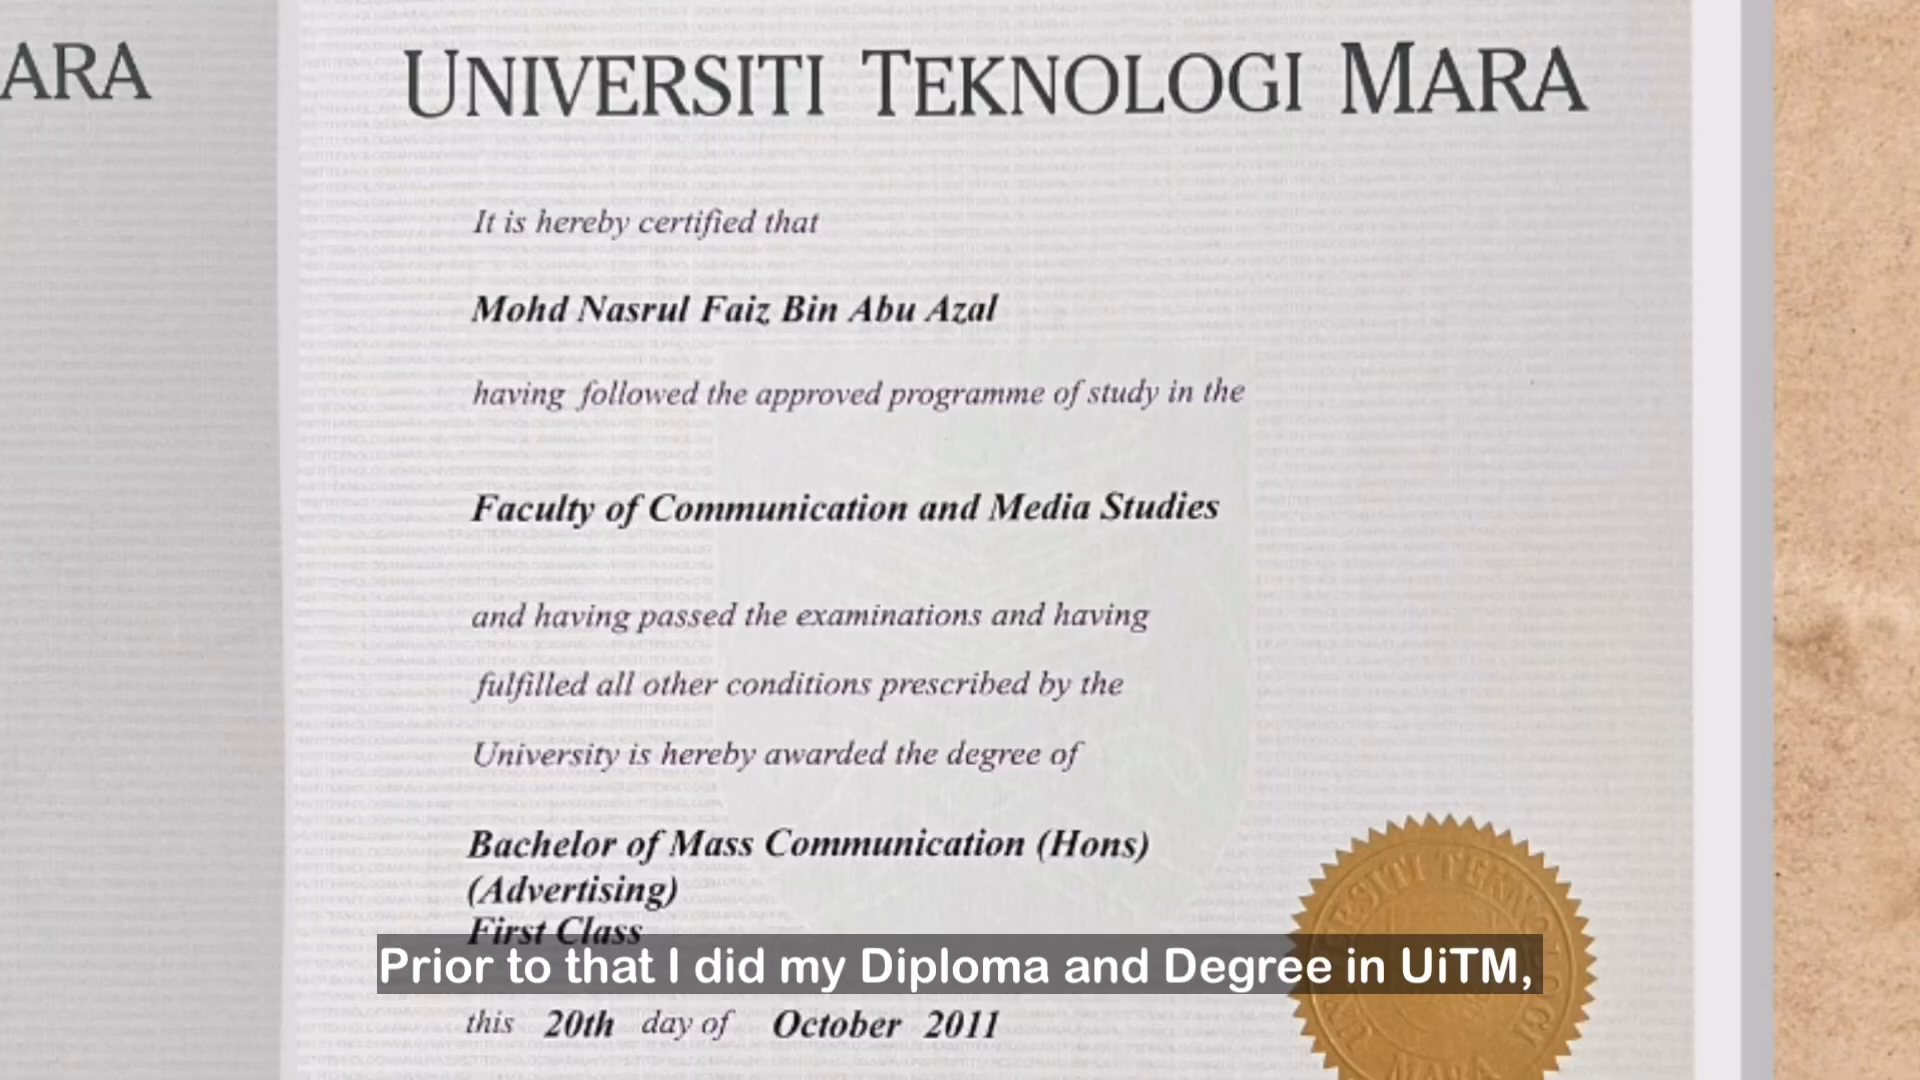 ARA
UNIVERSITI TEKNOLOGI MARA
It is hereby certified that
Mohd Nasrul Faiz Bin Abu Azal
having followed the approved programme of study in the
Faculty of Communication and Media Studies
and having passed the examinations and having
fulfilled all other conditions prescribed by the
University is hereby awarded the degree of
Bachelor of Mass Communication (Hons)
(Advertising)
First Class
Prior to that I did my Diploma and Degree in UiTM,
this 20th day of October 2011